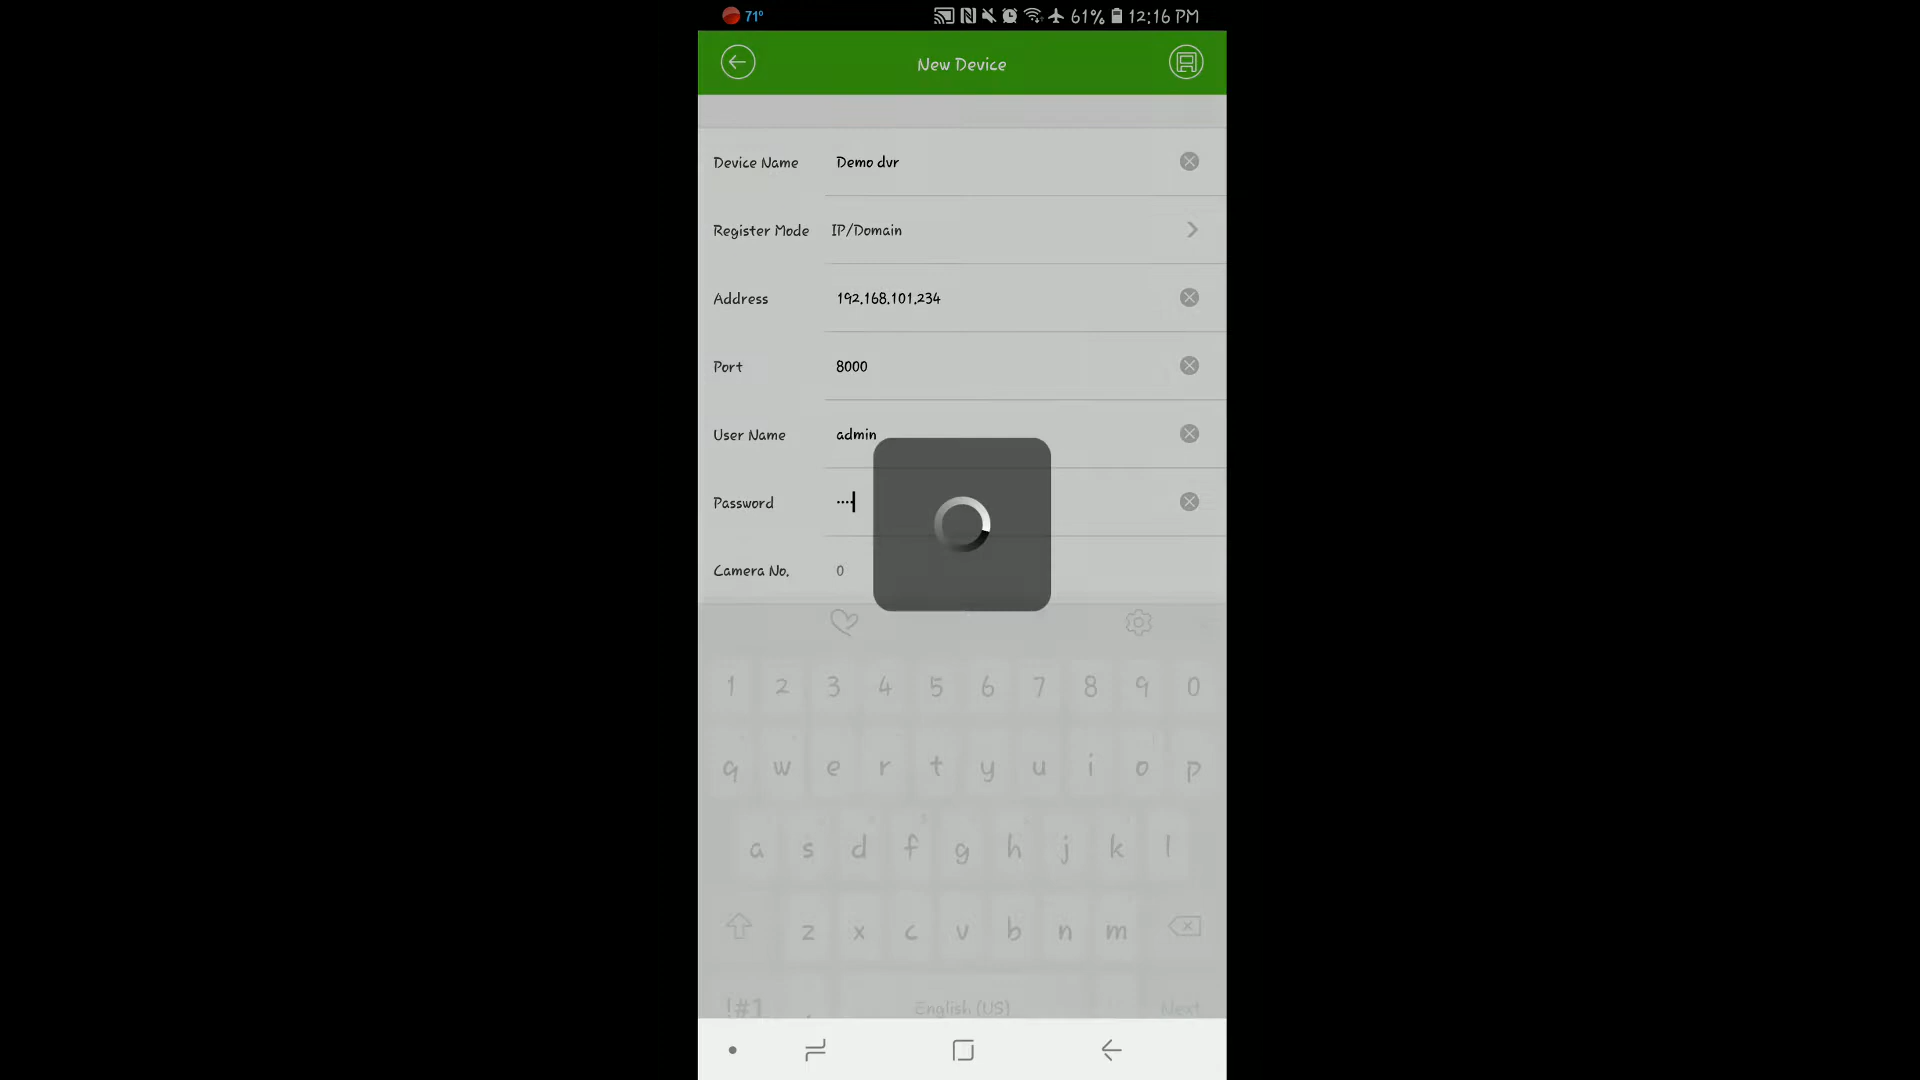 71° 61% 12:16 PM
New Device
Device Name Demo dvr
Register Mode IP/Domain
Address 192.168.101.234
Port 8000
User Name admin
Password ····
Camera No. 0
1 2 3 4 5 6 7 8 9 0
q w e r t y u i o p
a s d f g h j k l
z x c v b n m
!#1 , English (US) Next